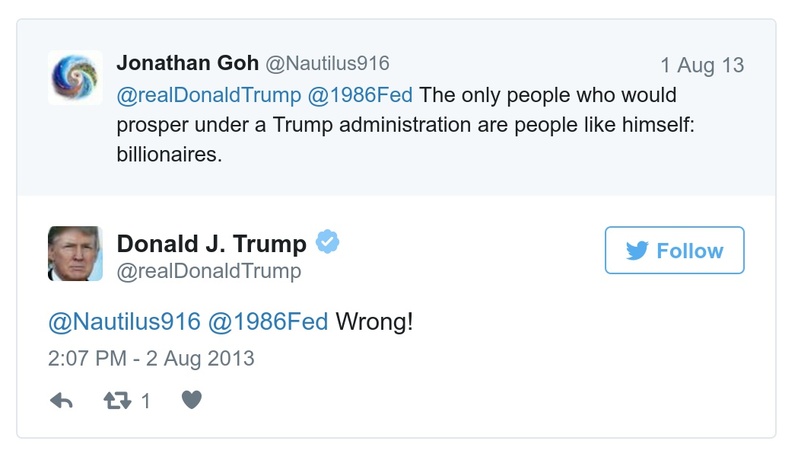 Jonathan Goh @Nautilus916 1 Aug 13
@realDonaldTrump @1986Fed The only people who would
prosper under a Trump administration are people like himself:
billionaires.
Donald J. Trump
@realDonaldTrump
Follow
@Nautilus916 @1986Fed Wrong!
2:07 PM - 2 Aug 2013
1